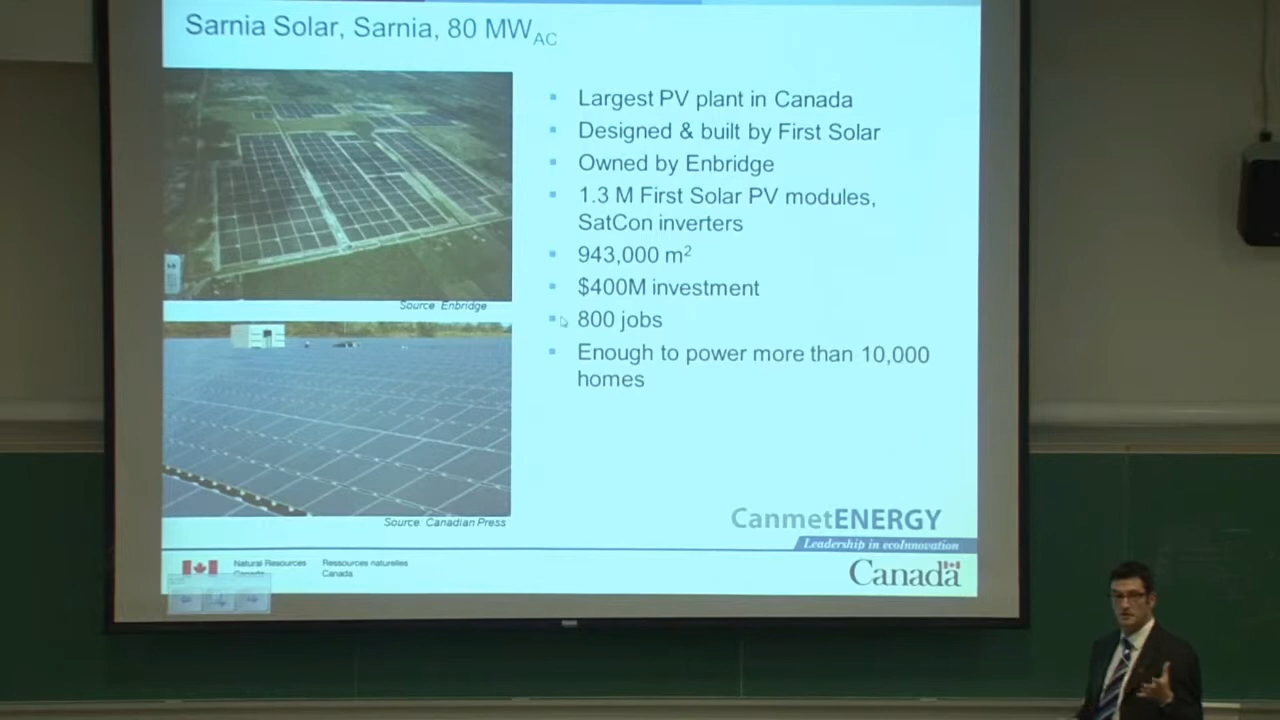 Sarnia Solar, Sarnia, 80 MWAC
Largest PV plant in Canada
Designed & built by First Solar
Owned by Enbridge
1.3 M First Solar PV modules,
SatCon inverters
943,000 m²
$400M investment
800 jobs
Enough to power more than 10,000
homes
Source: Enbridge
Source: Canadian Press
CanmetENERGY
Leadership in ecoInnovation
Natural Resources
Canada
Ressources naturelles
Canada
Canada